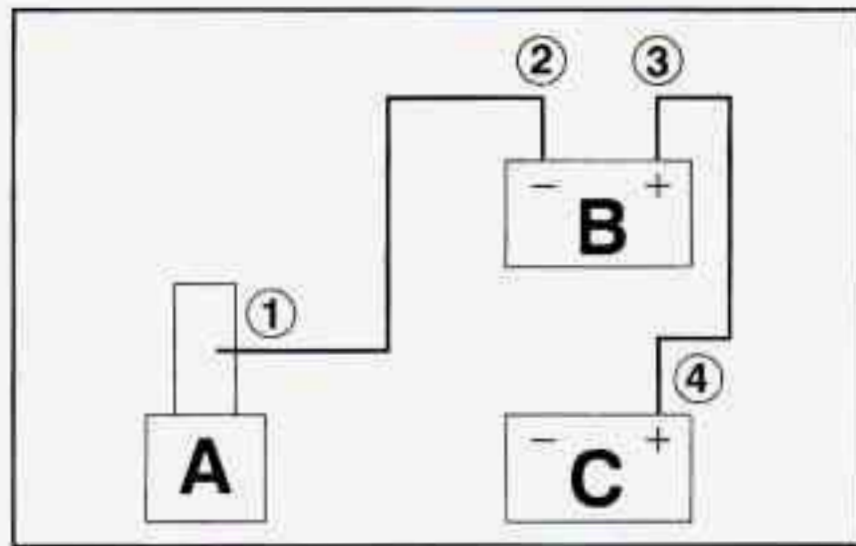 ② ③
− +
B
①
④
− +
A C